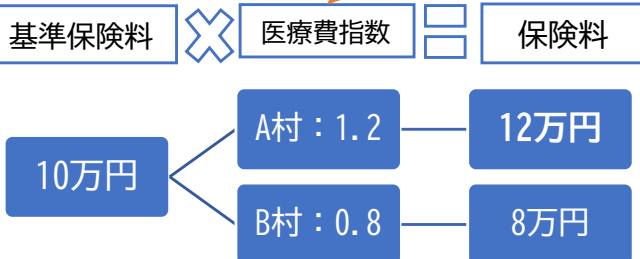 基準保険料 × 医療費指数 = 保険料
A村：1.2 12万円
10万円
B村：0.8 8万円